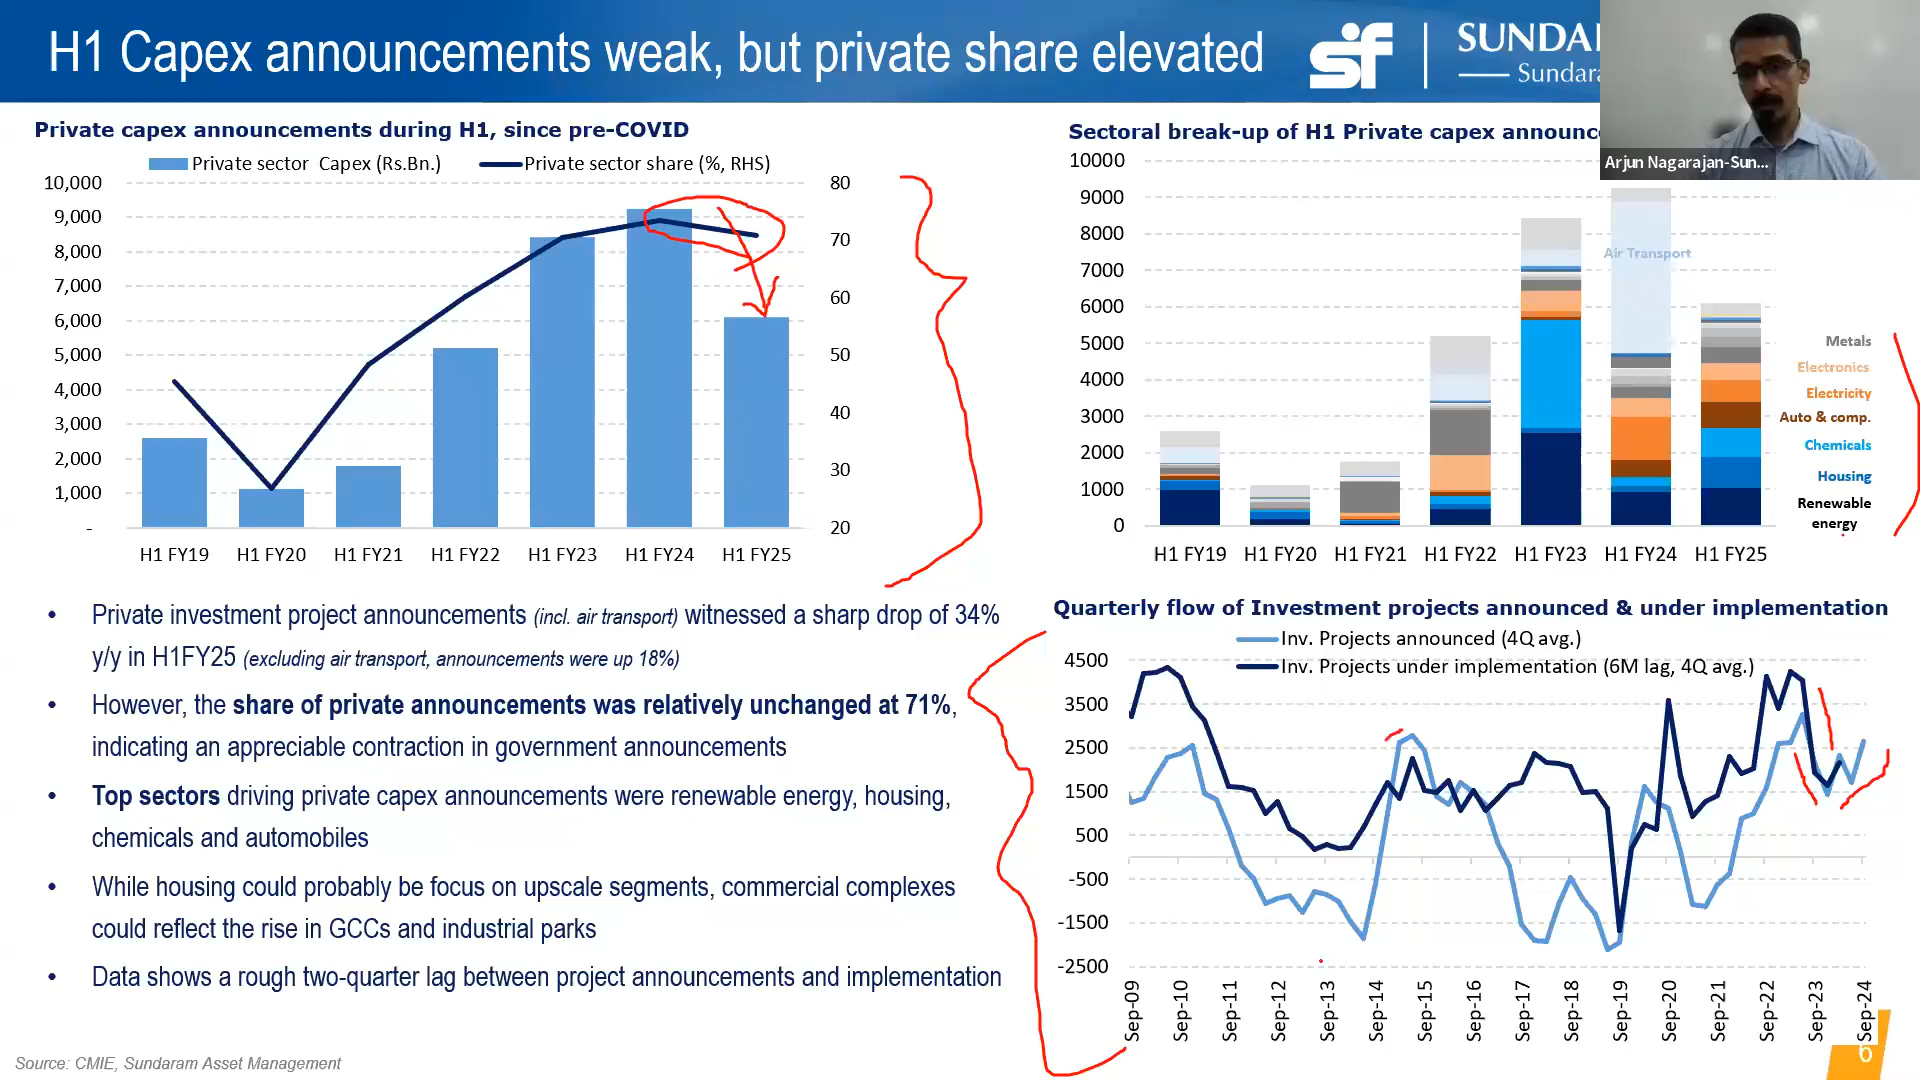 H1 Capex announcements weak, but private share elevated
sf
SUNDA
Sundar
Arjun Nagarajan-Sun...
Private capex announcements during H1, since pre-COVID
Private sector Capex (Rs.Bn.)
Private sector share (%, RHS)
10,000
9,000
8,000
7,000
6,000
5,000
4,000
3,000
2,000
1,000
-
80
70
60
50
40
30
20
H1 FY19
H1 FY20
H1 FY21
H1 FY22
H1 FY23
H1 FY24
H1 FY25
Sectoral break-up of H1 Private capex announc
10000
9000
8000
7000
6000
5000
4000
3000
2000
1000
0
Air Transport
Metals
Electronics
Electricity
Auto & comp.
Chemicals
Housing
Renewable
energy
H1 FY19
H1 FY20
H1 FY21
H1 FY22
H1 FY23
H1 FY24
H1 FY25
• Private investment project announcements (incl. air transport) witnessed a sharp drop of 34%
y/y in H1FY25 (excluding air transport, announcements were up 18%)
• However, the share of private announcements was relatively unchanged at 71%,
indicating an appreciable contraction in government announcements
• Top sectors driving private capex announcements were renewable energy, housing,
chemicals and automobiles
• While housing could probably be focus on upscale segments, commercial complexes
could reflect the rise in GCCs and industrial parks
• Data shows a rough two-quarter lag between project announcements and implementation
Quarterly flow of Investment projects announced & under implementation
Inv. Projects announced (4Q avg.)
Inv. Projects under implementation (6M lag, 4Q avg.)
4500
3500
2500
1500
500
-500
-1500
-2500
Sep-09
Sep-10
Sep-11
Sep-12
Sep-13
Sep-14
Sep-15
Sep-16
Sep-17
Sep-18
Sep-19
Sep-20
Sep-21
Sep-22
Sep-23
Sep-24
Source: CMIE, Sundaram Asset Management
6